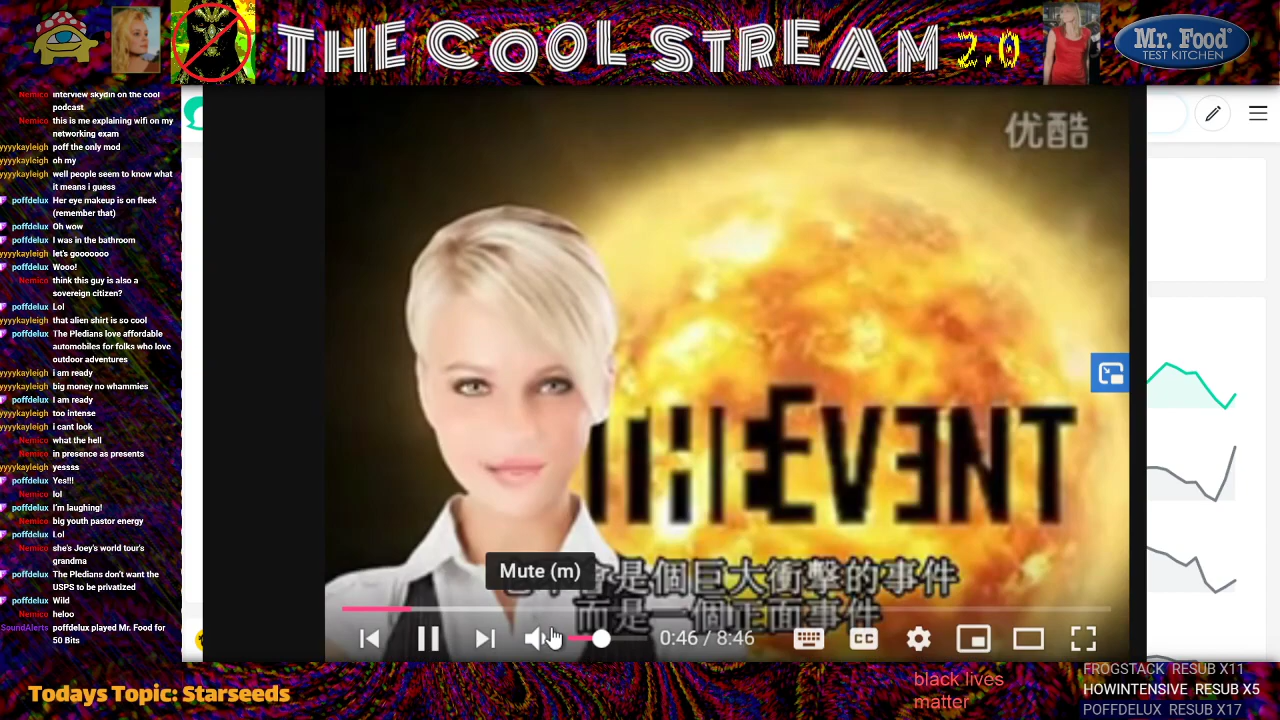 THE COOL STREAM 2.0
Mr. Food
TEST KITCHEN
Nemico interview skydin on the cool
podcast
Nemico this is me explaining wifi on my
networking exam
yyyykayleigh poff the only mod
yyyykayleigh oh my
yyyykayleigh well people seem to know what
it means i guess
poffdelux Her eye makeup is on fleek
(remember that)
poffdelux Oh wow
poffdelux I was in the bathroom
yyyykayleigh let's gooooooo
poffdelux Wooo!
Nemico think this guy is also a
sovereign citizen?
poffdelux Lol
yyyykayleigh that alien shirt is so cool
poffdelux The Pledians love affordable
automobiles for folks who love
outdoor adventures
yyyykayleigh i am ready
yyyykayleigh big money no whammies
poffdelux I am ready
yyyykayleigh too intense
yyyykayleigh i cant look
Nemico what the hell
Nemico in presence as presents
yyyykayleigh yessss
poffdelux Yes!!!
Nemico lol
poffdelux I'm laughing!
Nemico big youth pastor energy
poffdelux Lol
Nemico she's Joey's world tour's
grandma
poffdelux The Pledians don't want the
USPS to be privatized
poffdelux Wild
Nemico heloo
SoundAlerts poffdelux played Mr. Food for
50 Bits
优酷
THE EVENT
Mute (m)
會是個巨大衝擊的事件
而是一個正面事件
0:46 / 8:46
CC
Todays Topic: Starseeds
black lives
matter
FROGSTACK RESUB X11
HOWINTENSIVE RESUB X5
POFFDELUX RESUB X17